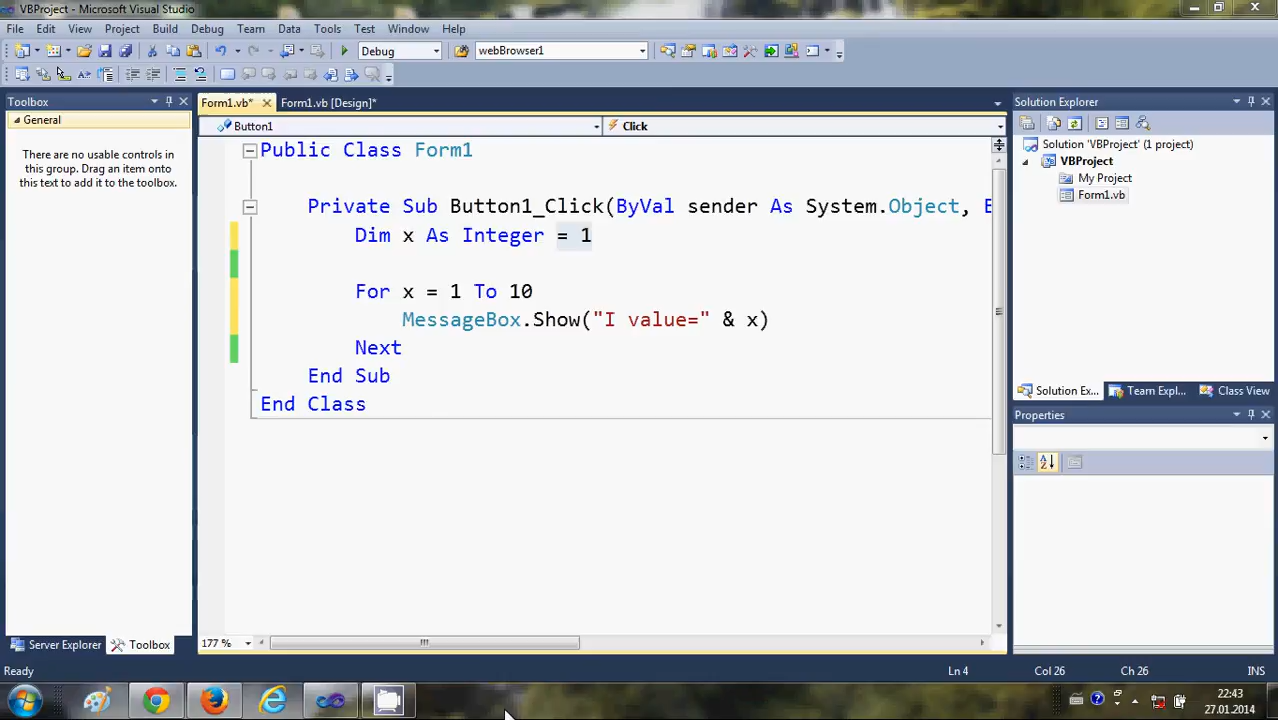 VBProject - Microsoft Visual Studio
File Edit View Project Build Debug Team Data Tools Test Window Help
Debug webBrowser1
Toolbox
General
There are no usable controls in
this group. Drag an item onto
this text to add it to the toolbox.
Server Explorer Toolbox
Form1.vb* Form1.vb [Design]*
Button1 Click
Public Class Form1
Private Sub Button1_Click(ByVal sender As System.Object, E
Dim x As Integer = 1
For x = 1 To 10
MessageBox.Show("I value=" & x)
Next
End Sub
End Class
177 %
Solution Explorer
Solution 'VBProject' (1 project)
VBProject
My Project
Form1.vb
Solution Ex... Team Expl... Class View
Properties
Ready Ln 4 Col 26 Ch 26 INS
22:43
27.01.2014